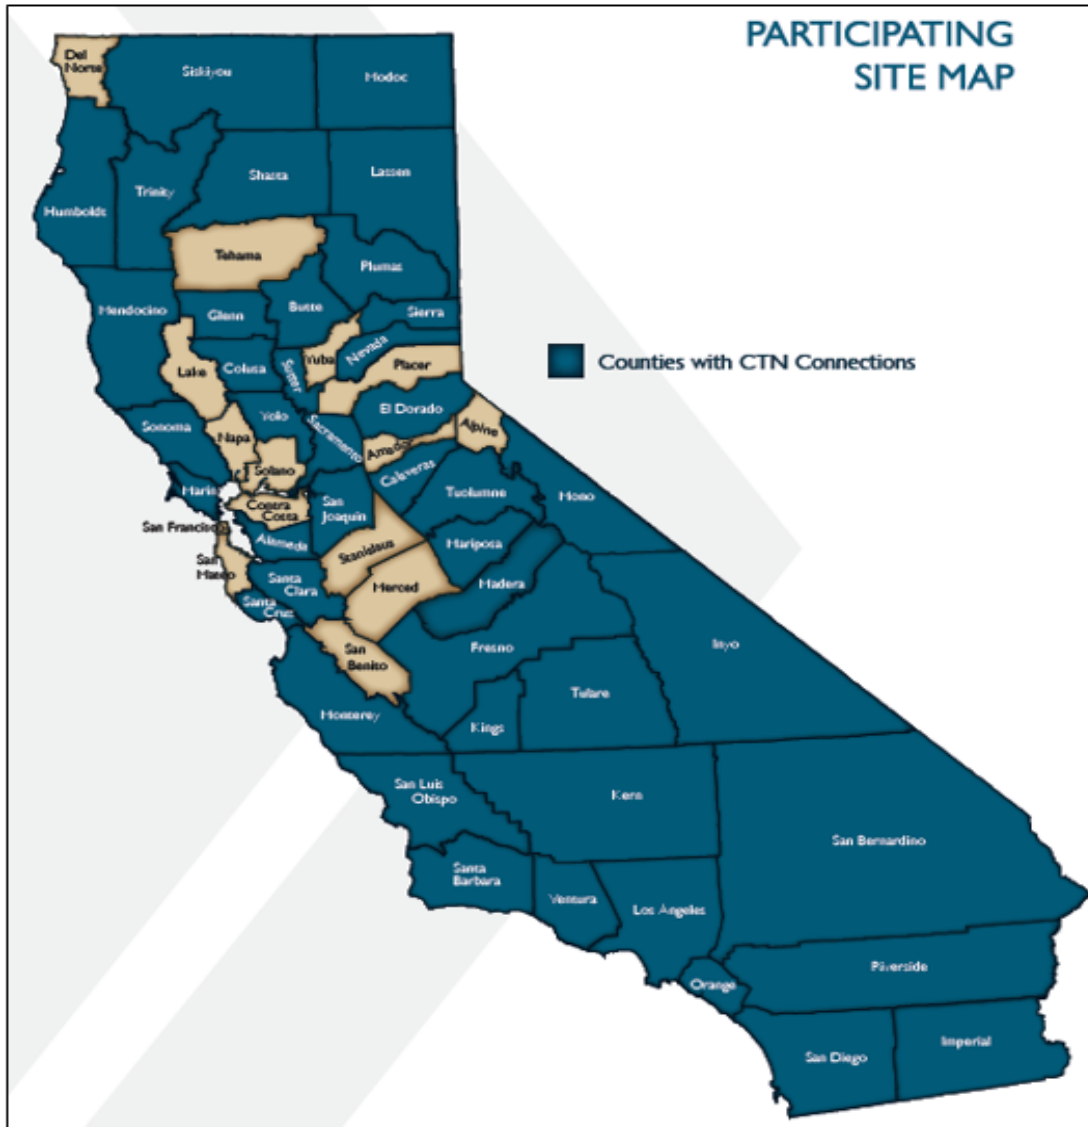 PARTICIPATING
SITE MAP
Del
Norte
Siskiyou
Modoc
Humboldt
Trinity
Shasta
Lassen
Tehama
Plumas
Mendocino
Glenn
Butte
Sierra
Lake
Colusa
Sutter
Yuba
Nevada
Placer
Counties with CTN Connections
Sonoma
Napa
Yolo
Sacramento
El Dorado
Amador
Alpine
Solano
Calaveras
Marin
Contra
Costa
San
Joaquin
Tuolumne
Mono
San Francisco
Alameda
Stanislaus
Mariposa
San
Mateo
Santa
Clara
Merced
Madera
Santa
Cruz
San
Benito
Fresno
Inyo
Tulare
Monterey
Kings
San Luis
Obispo
Kern
San Bernardino
Santa
Barbara
Ventura
Los Angeles
Orange
Riverside
San Diego
Imperial